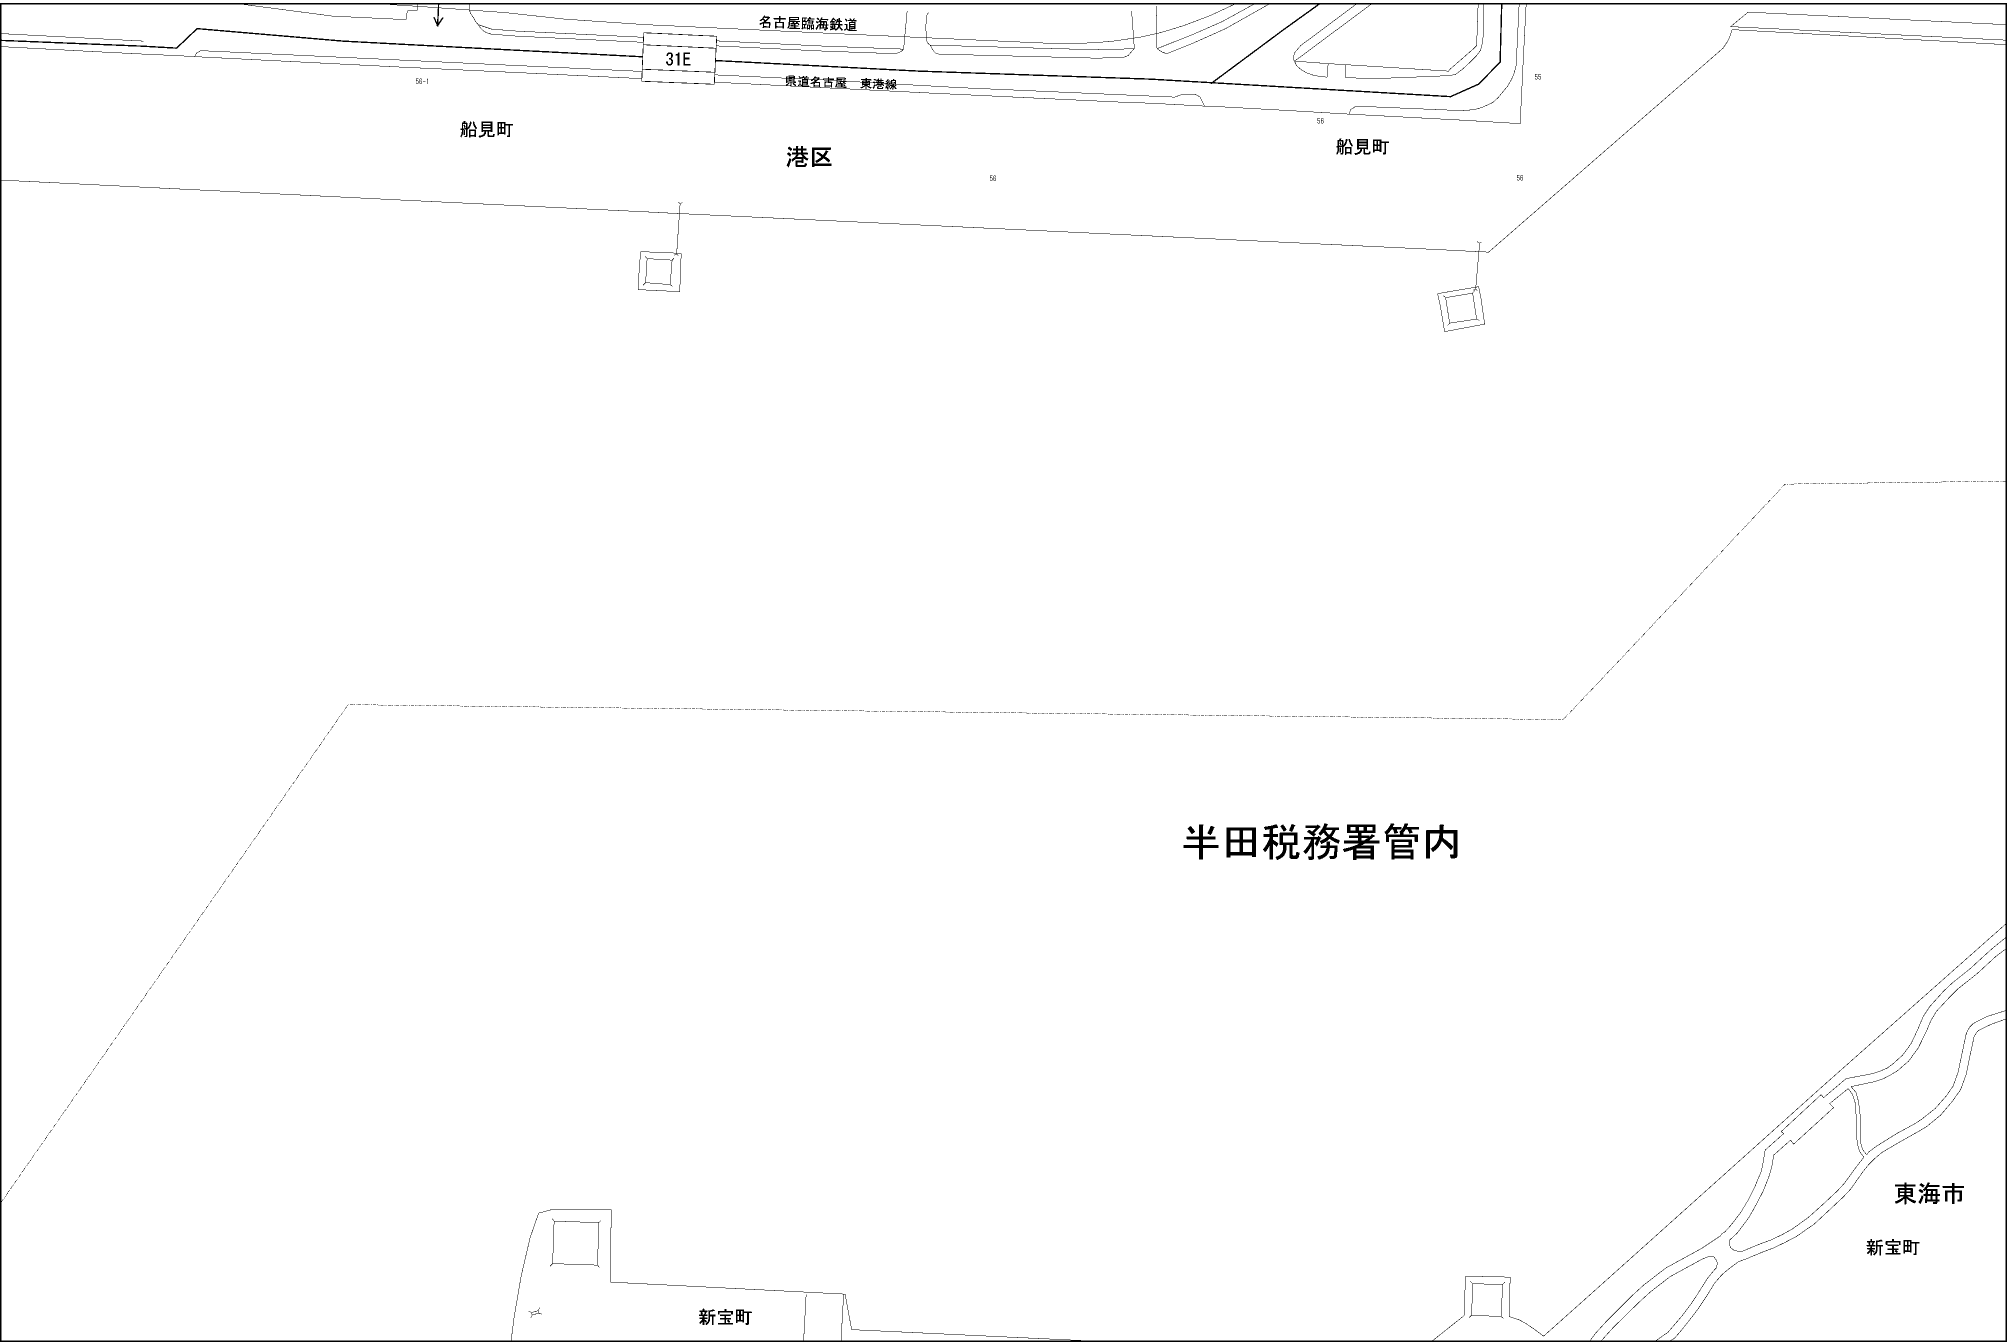 名古屋臨海鉄道
31E
県道名古屋 東港線
56-1
55
56
船見町
船見町
港区
56
56
半田税務署管内
東海市
新宝町
新宝町